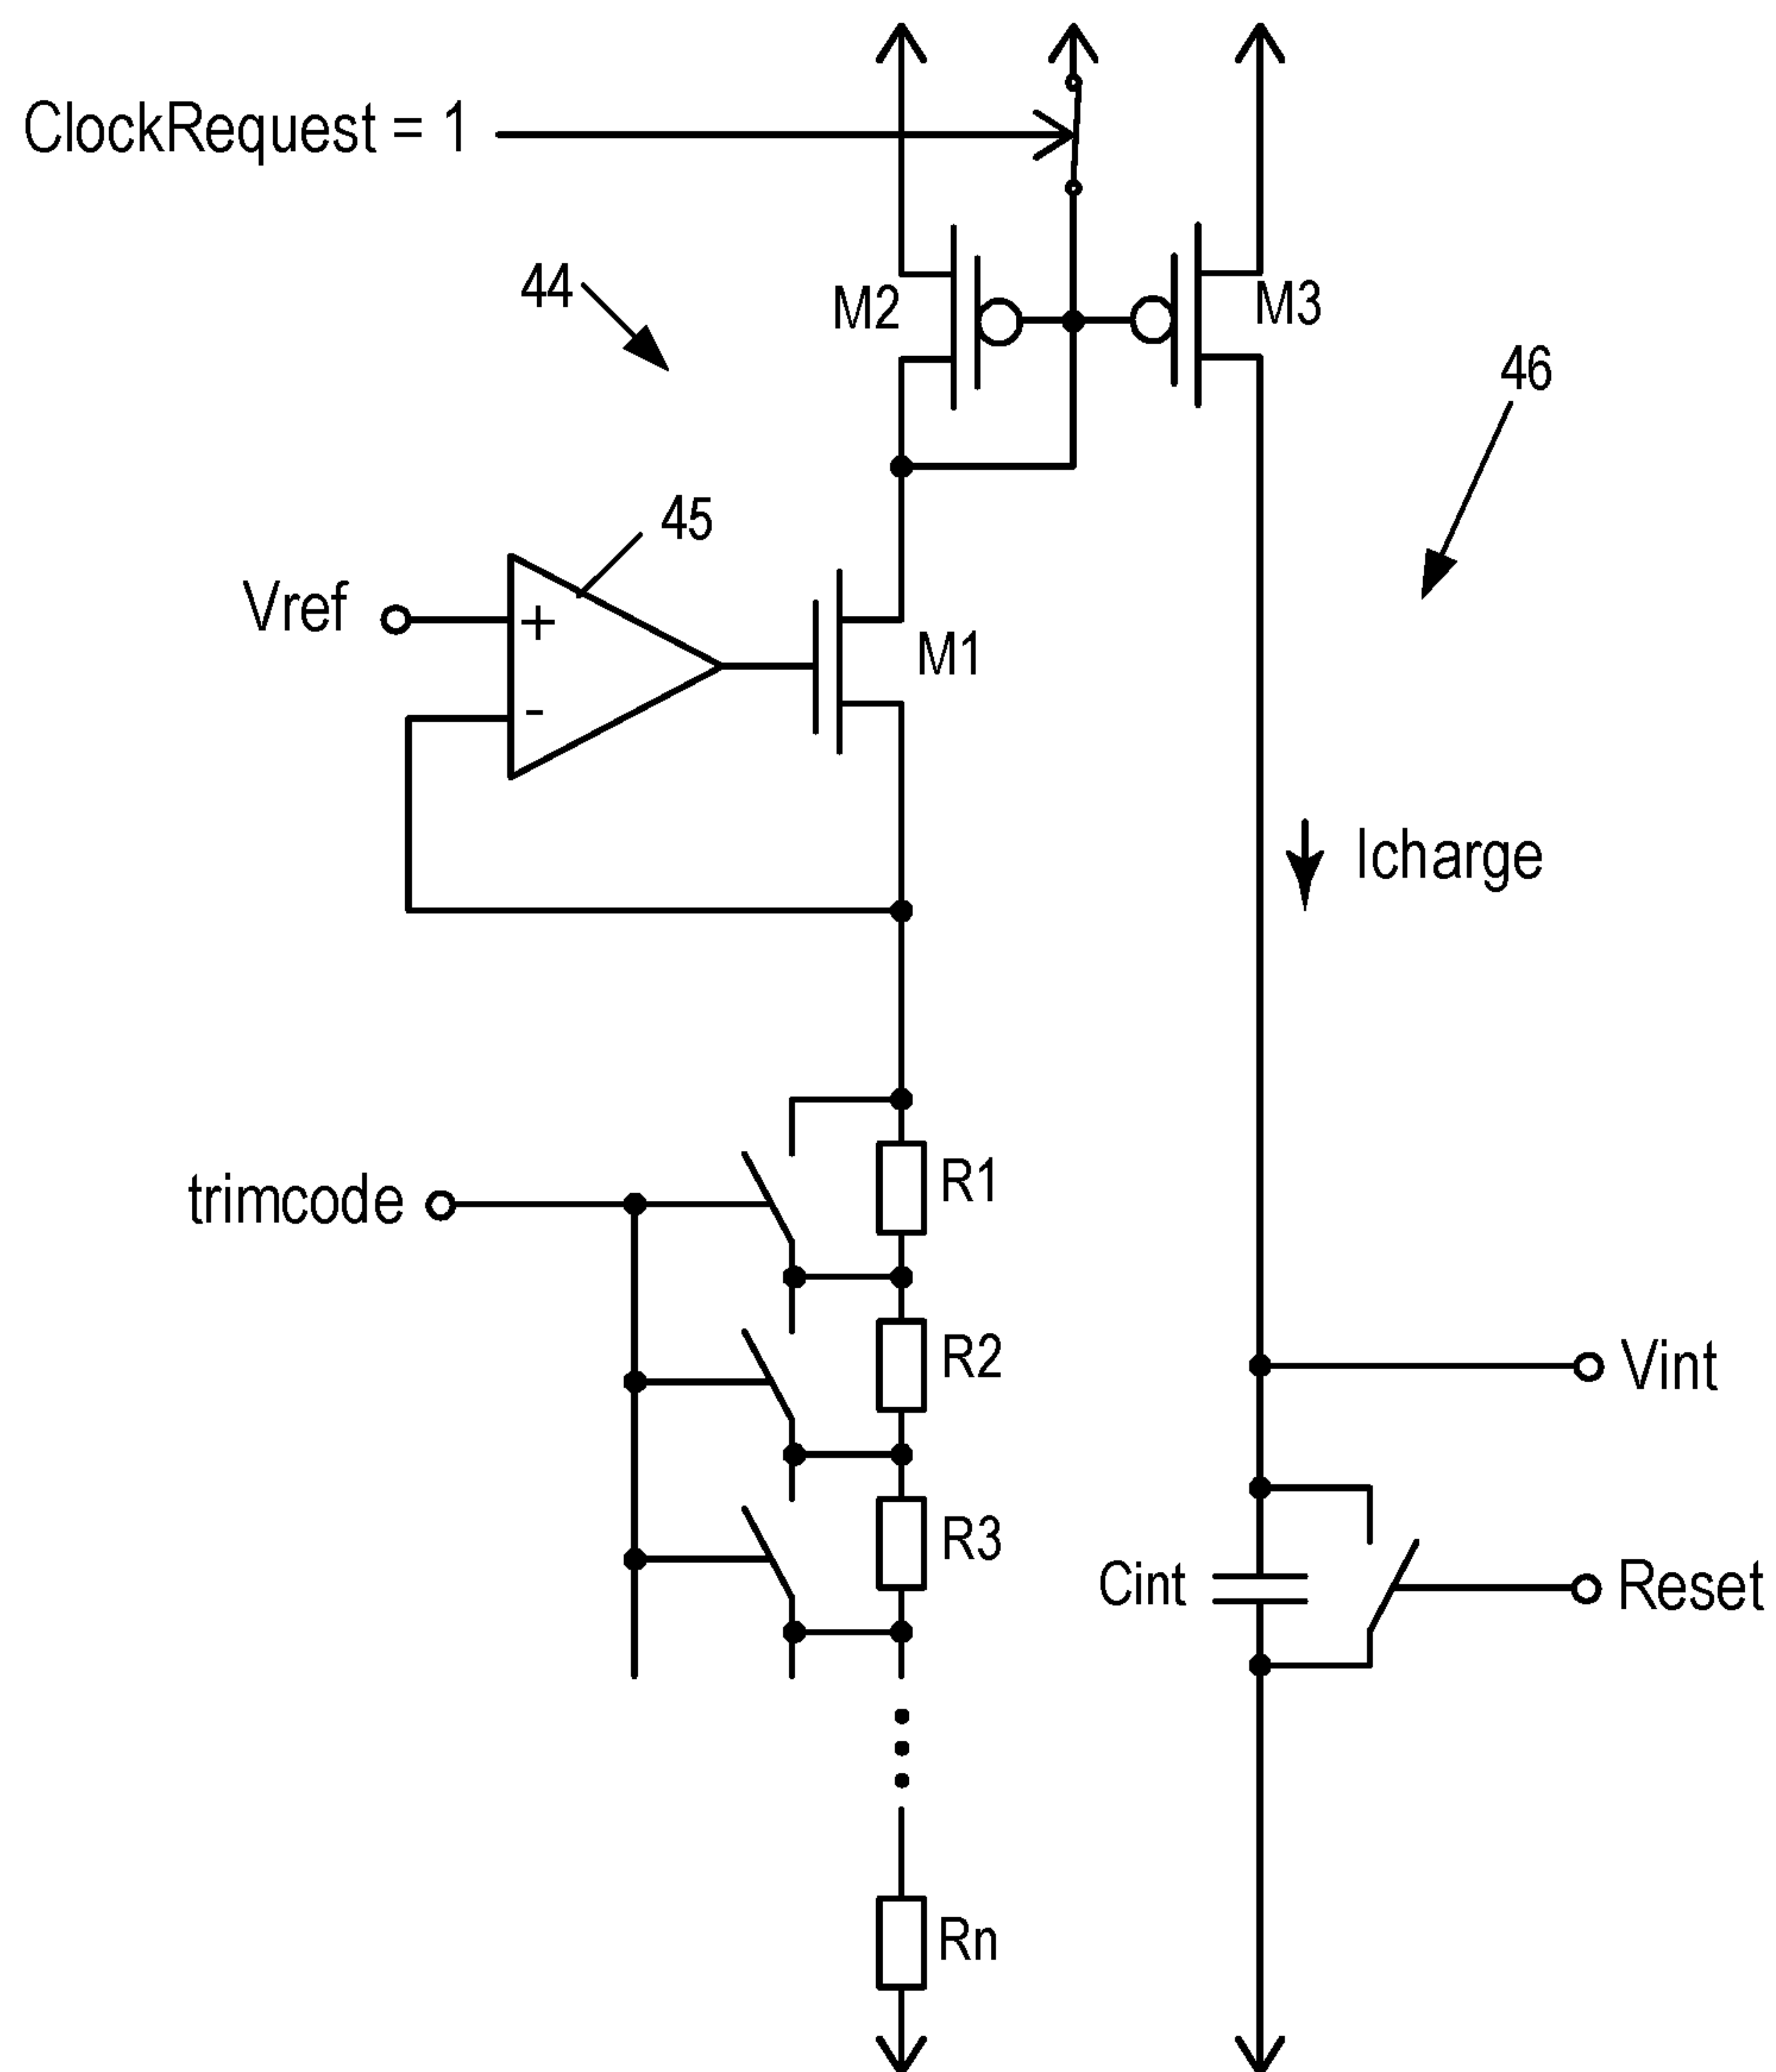 ClockRequest = 1
44
M2
M3
46
45
Vref
+
-
M1
Icharge
trimcode
R1
R2
Vint
R3
Cint
Reset
Rn